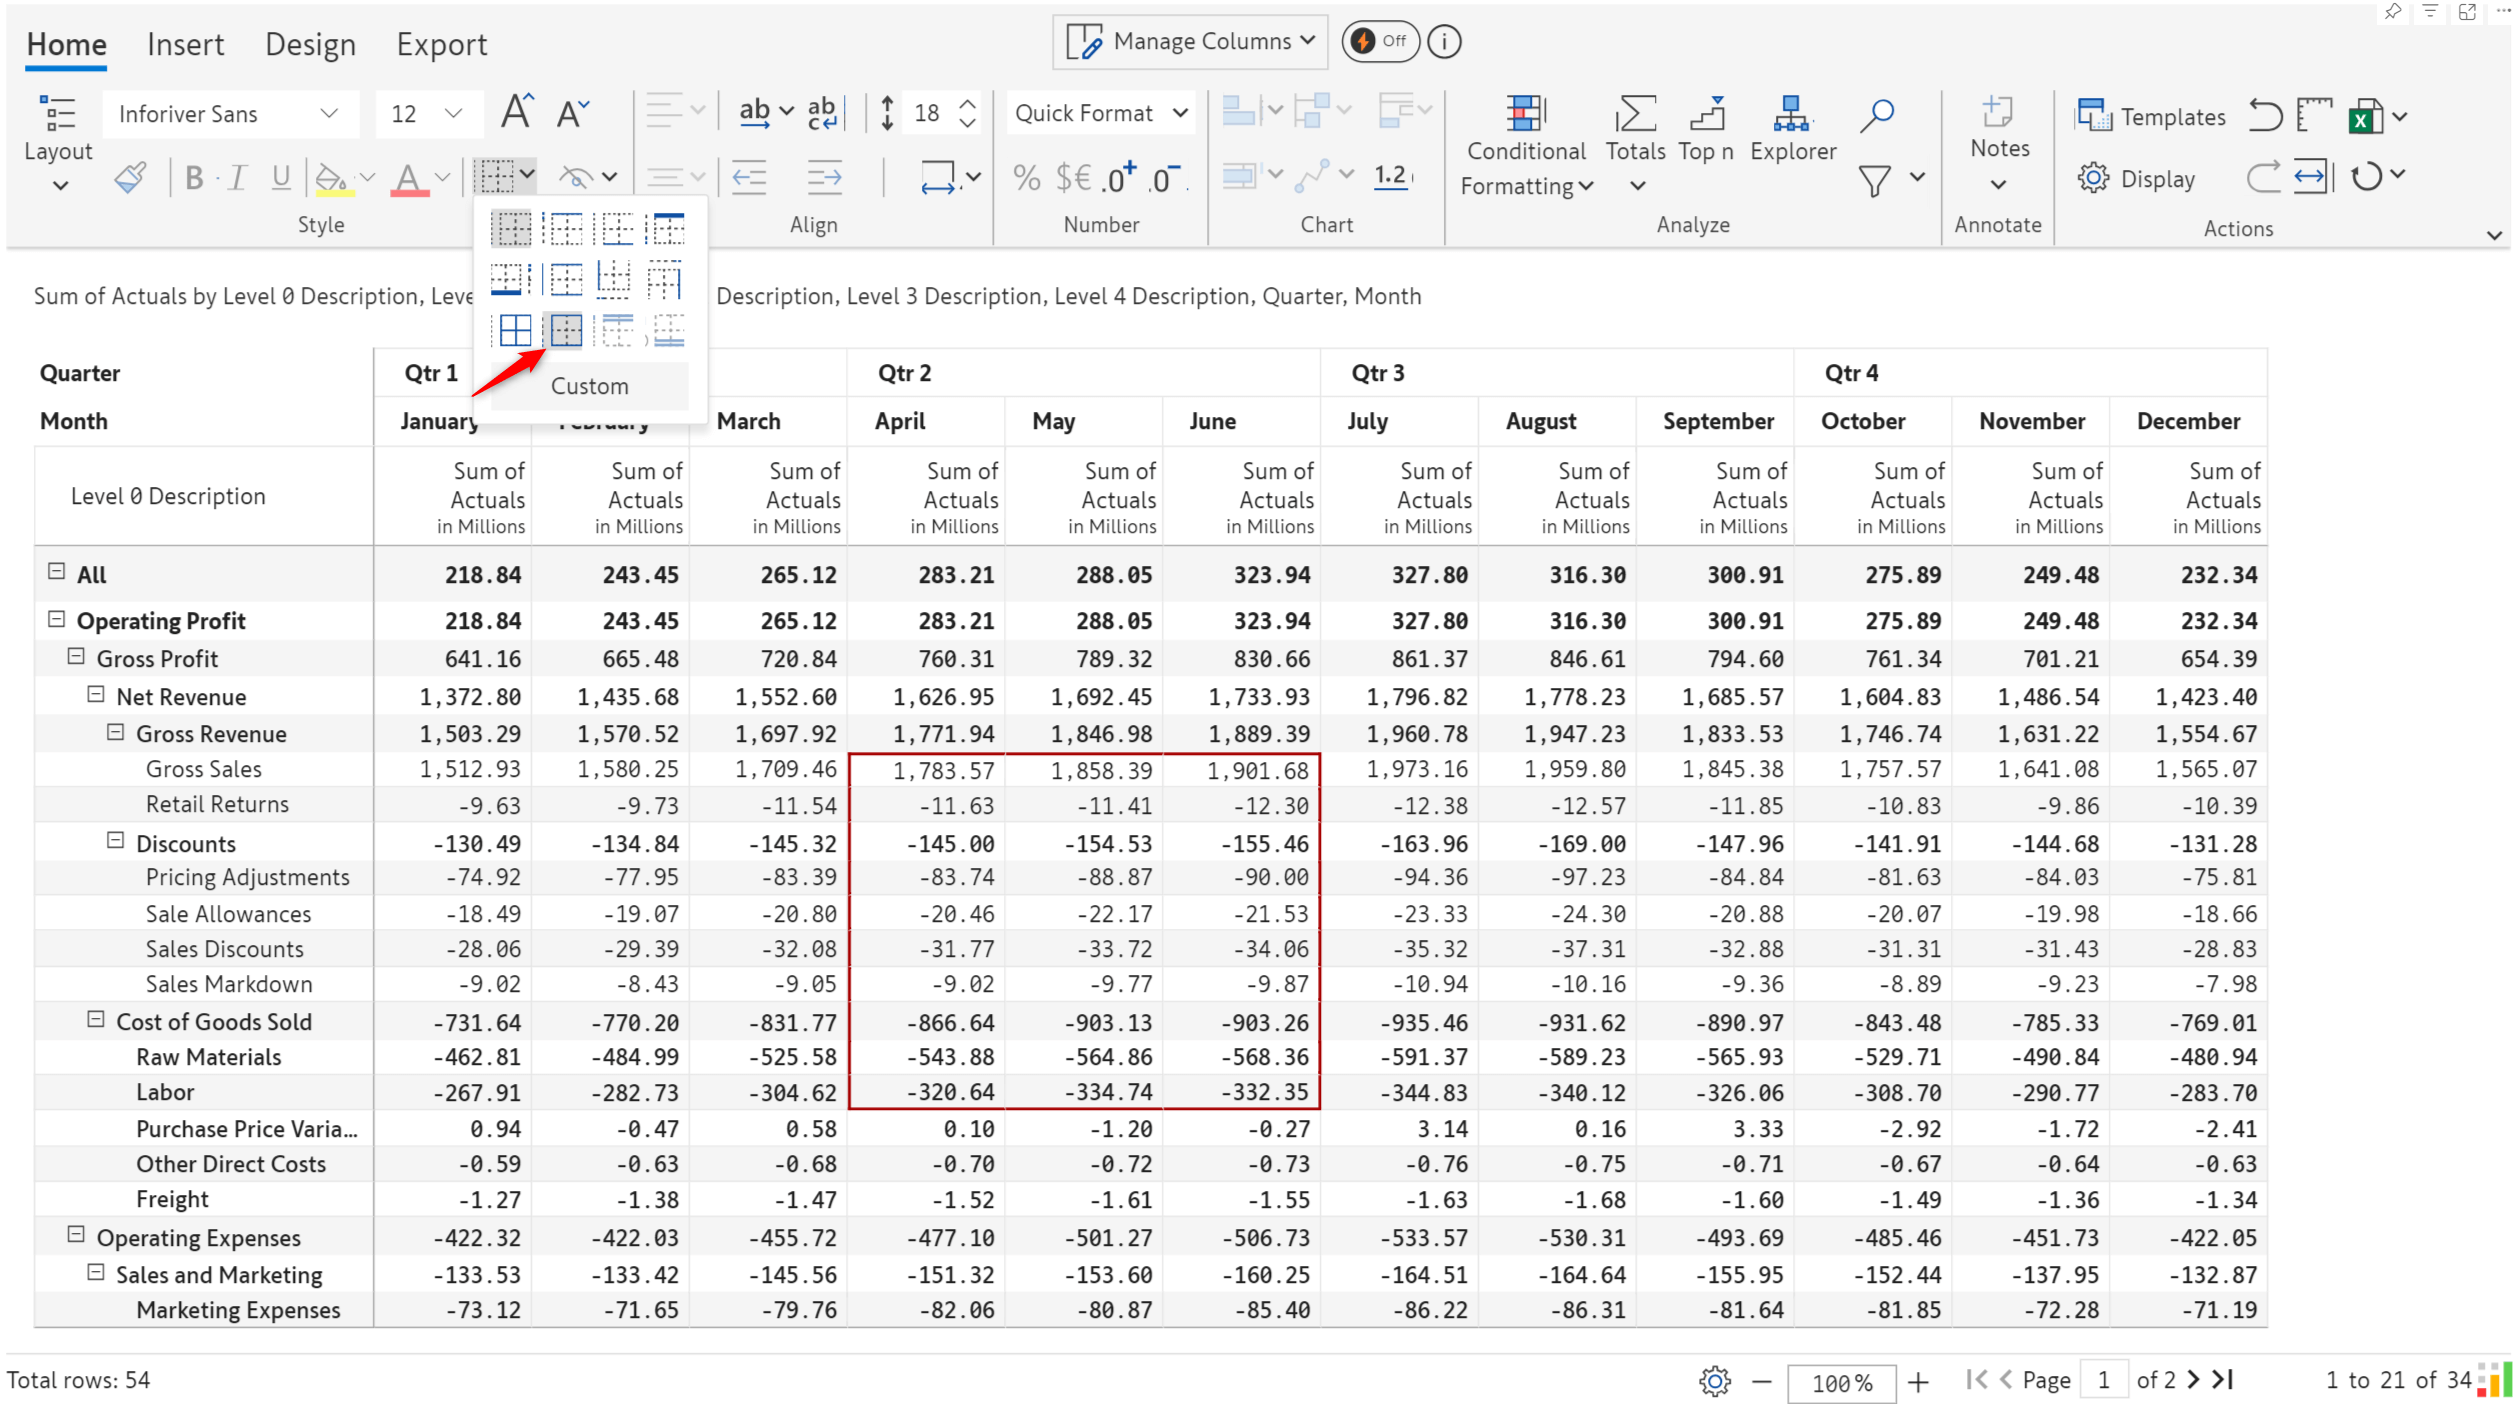 Home Insert Design Export Manage Columns Off i
Layout Inforiver Sans 12 A A ab ab c 18 Quick Format Conditional Formatting Totals Top n Explorer Notes Templates
B I U A % $€ .0+ .0- 1.2 Display
Style Align Number Chart Analyze Annotate Actions
Custom
Sum of Actuals by Level 0 Description, Leve Description, Level 3 Description, Level 4 Description, Quarter, Month
Quarter Qtr 1 Qtr 2 Qtr 3 Qtr 4
Month January February March April May June July August September October November December
Level 0 Description
Sum of Sum of Sum of Sum of Sum of Sum of Sum of Sum of Sum of Sum of Sum of Sum of
Actuals Actuals Actuals Actuals Actuals Actuals Actuals Actuals Actuals Actuals Actuals Actuals
in Millions in Millions in Millions in Millions in Millions in Millions in Millions in Millions in Millions in Millions in Millions in Millions
All 218.84 243.45 265.12 283.21 288.05 323.94 327.80 316.30 300.91 275.89 249.48 232.34
Operating Profit 218.84 243.45 265.12 283.21 288.05 323.94 327.80 316.30 300.91 275.89 249.48 232.34
Gross Profit 641.16 665.48 720.84 760.31 789.32 830.66 861.37 846.61 794.60 761.34 701.21 654.39
Net Revenue 1,372.80 1,435.68 1,552.60 1,626.95 1,692.45 1,733.93 1,796.82 1,778.23 1,685.57 1,604.83 1,486.54 1,423.40
Gross Revenue 1,503.29 1,570.52 1,697.92 1,771.94 1,846.98 1,889.39 1,960.78 1,947.23 1,833.53 1,746.74 1,631.22 1,554.67
Gross Sales 1,512.93 1,580.25 1,709.46 1,783.57 1,858.39 1,901.68 1,973.16 1,959.80 1,845.38 1,757.57 1,641.08 1,565.07
Retail Returns -9.63 -9.73 -11.54 -11.63 -11.41 -12.30 -12.38 -12.57 -11.85 -10.83 -9.86 -10.39
Discounts -130.49 -134.84 -145.32 -145.00 -154.53 -155.46 -163.96 -169.00 -147.96 -141.91 -144.68 -131.28
Pricing Adjustments -74.92 -77.95 -83.39 -83.74 -88.87 -90.00 -94.36 -97.23 -84.84 -81.63 -84.03 -75.81
Sale Allowances -18.49 -19.07 -20.80 -20.46 -22.17 -21.53 -23.33 -24.30 -20.88 -20.07 -19.98 -18.66
Sales Discounts -28.06 -29.39 -32.08 -31.77 -33.72 -34.06 -35.32 -37.31 -32.88 -31.31 -31.43 -28.83
Sales Markdown -9.02 -8.43 -9.05 -9.02 -9.77 -9.87 -10.94 -10.16 -9.36 -8.89 -9.23 -7.98
Cost of Goods Sold -731.64 -770.20 -831.77 -866.64 -903.13 -903.26 -935.46 -931.62 -890.97 -843.48 -785.33 -769.01
Raw Materials -462.81 -484.99 -525.58 -543.88 -564.86 -568.36 -591.37 -589.23 -565.93 -529.71 -490.84 -480.94
Labor -267.91 -282.73 -304.62 -320.64 -334.74 -332.35 -344.83 -340.12 -326.06 -308.70 -290.77 -283.70
Purchase Price Varia... 0.94 -0.47 0.58 0.10 -1.20 -0.27 3.14 0.16 3.33 -2.92 -1.72 -2.41
Other Direct Costs -0.59 -0.63 -0.68 -0.70 -0.72 -0.73 -0.76 -0.75 -0.71 -0.67 -0.64 -0.63
Freight -1.27 -1.38 -1.47 -1.52 -1.61 -1.55 -1.63 -1.68 -1.60 -1.49 -1.36 -1.34
Operating Expenses -422.32 -422.03 -455.72 -477.10 -501.27 -506.73 -533.57 -530.31 -493.69 -485.46 -451.73 -422.05
Sales and Marketing -133.53 -133.42 -145.56 -151.32 -153.60 -160.25 -164.51 -164.64 -155.95 -152.44 -137.95 -132.87
Marketing Expenses -73.12 -71.65 -79.76 -82.06 -80.87 -85.40 -86.22 -86.31 -81.64 -81.85 -72.28 -71.19
Total rows: 54 100% Page 1 of 2 1 to 21 of 34